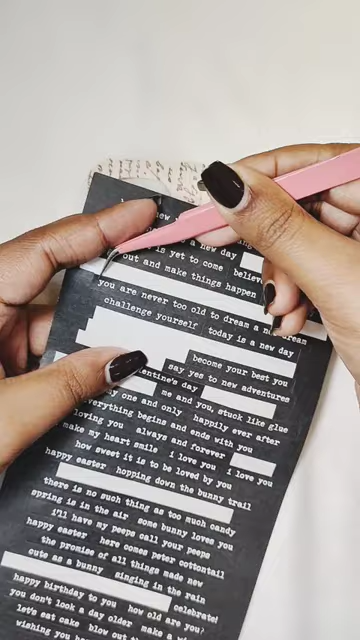 new
a new day
is yet to come believe
out and make things happen
you are never too old to dream a new dream
challenge yourself today is a new day
become your best you
say yes to new adventures
entine's day me and you, stuck like glue
my one and only happily ever after
everything begins and ends with you
loving you always and forever
make my heart smile i love you i love you
how sweet it is to be loved by you
happy easter hopping down the bunny trail
there is no such thing as too much candy
spring is in the air some bunny loves you
i'll have my peeps call your peeps
happy easter here comes peter cottontail
the promise of all things made new
cute as a bunny singing in the rain
celebrate!
happy birthday to you how old are you?
you don't look a day older make a wi
let's eat cake blow out
wishing you